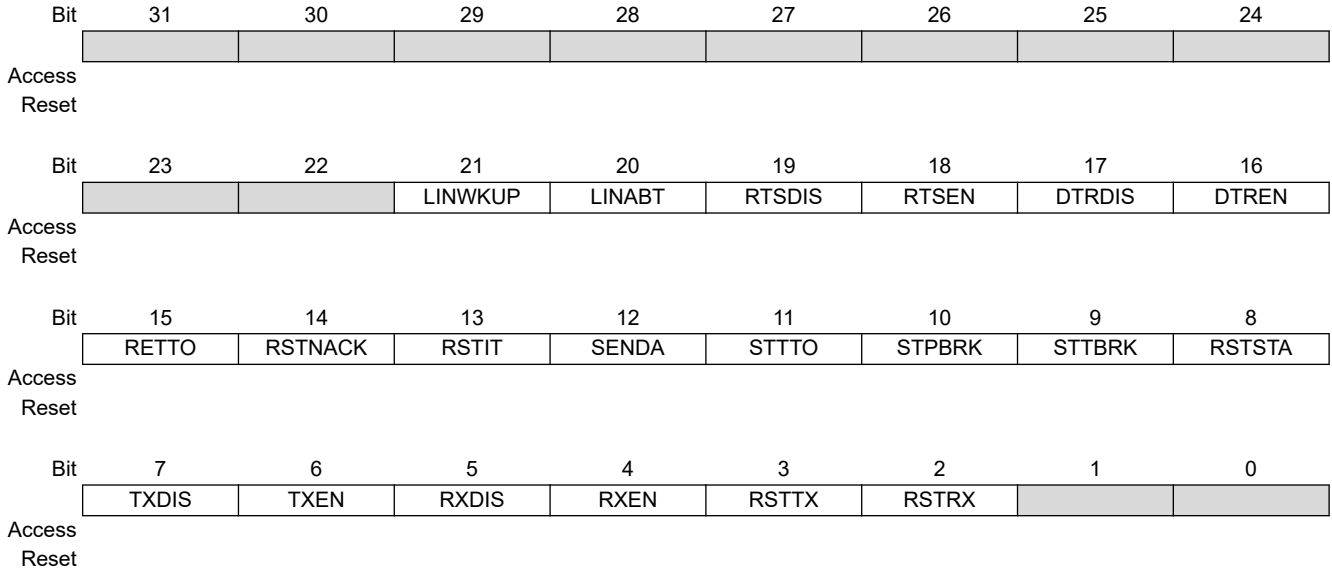 Bit 31 30 29 28 27 26 25 24
Access
Reset
Bit 23 22 21 20 19 18 17 16
LINWKUP LINABT RTSDIS RTSEN DTRDIS DTREN
Access
Reset
Bit 15 14 13 12 11 10 9 8
RETTO RSTNACK RSTIT SENDA STTTO STPBRK STTBRK RSTSTA
Access
Reset
Bit 7 6 5 4 3 2 1 0
TXDIS TXEN RXDIS RXEN RSTTX RSTRX
Access
Reset